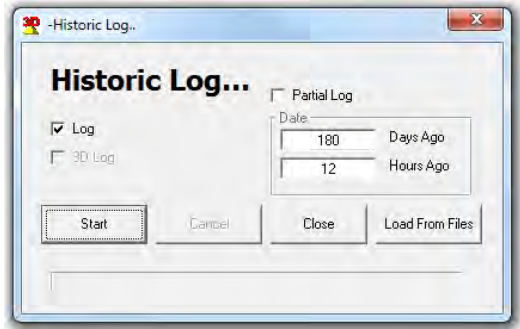 3D -Historic Log..
Historic Log...
Partial Log
Log
Date
180 Days Ago
3D Log
12 Hours Ago
Start Cancel Close Load From Files